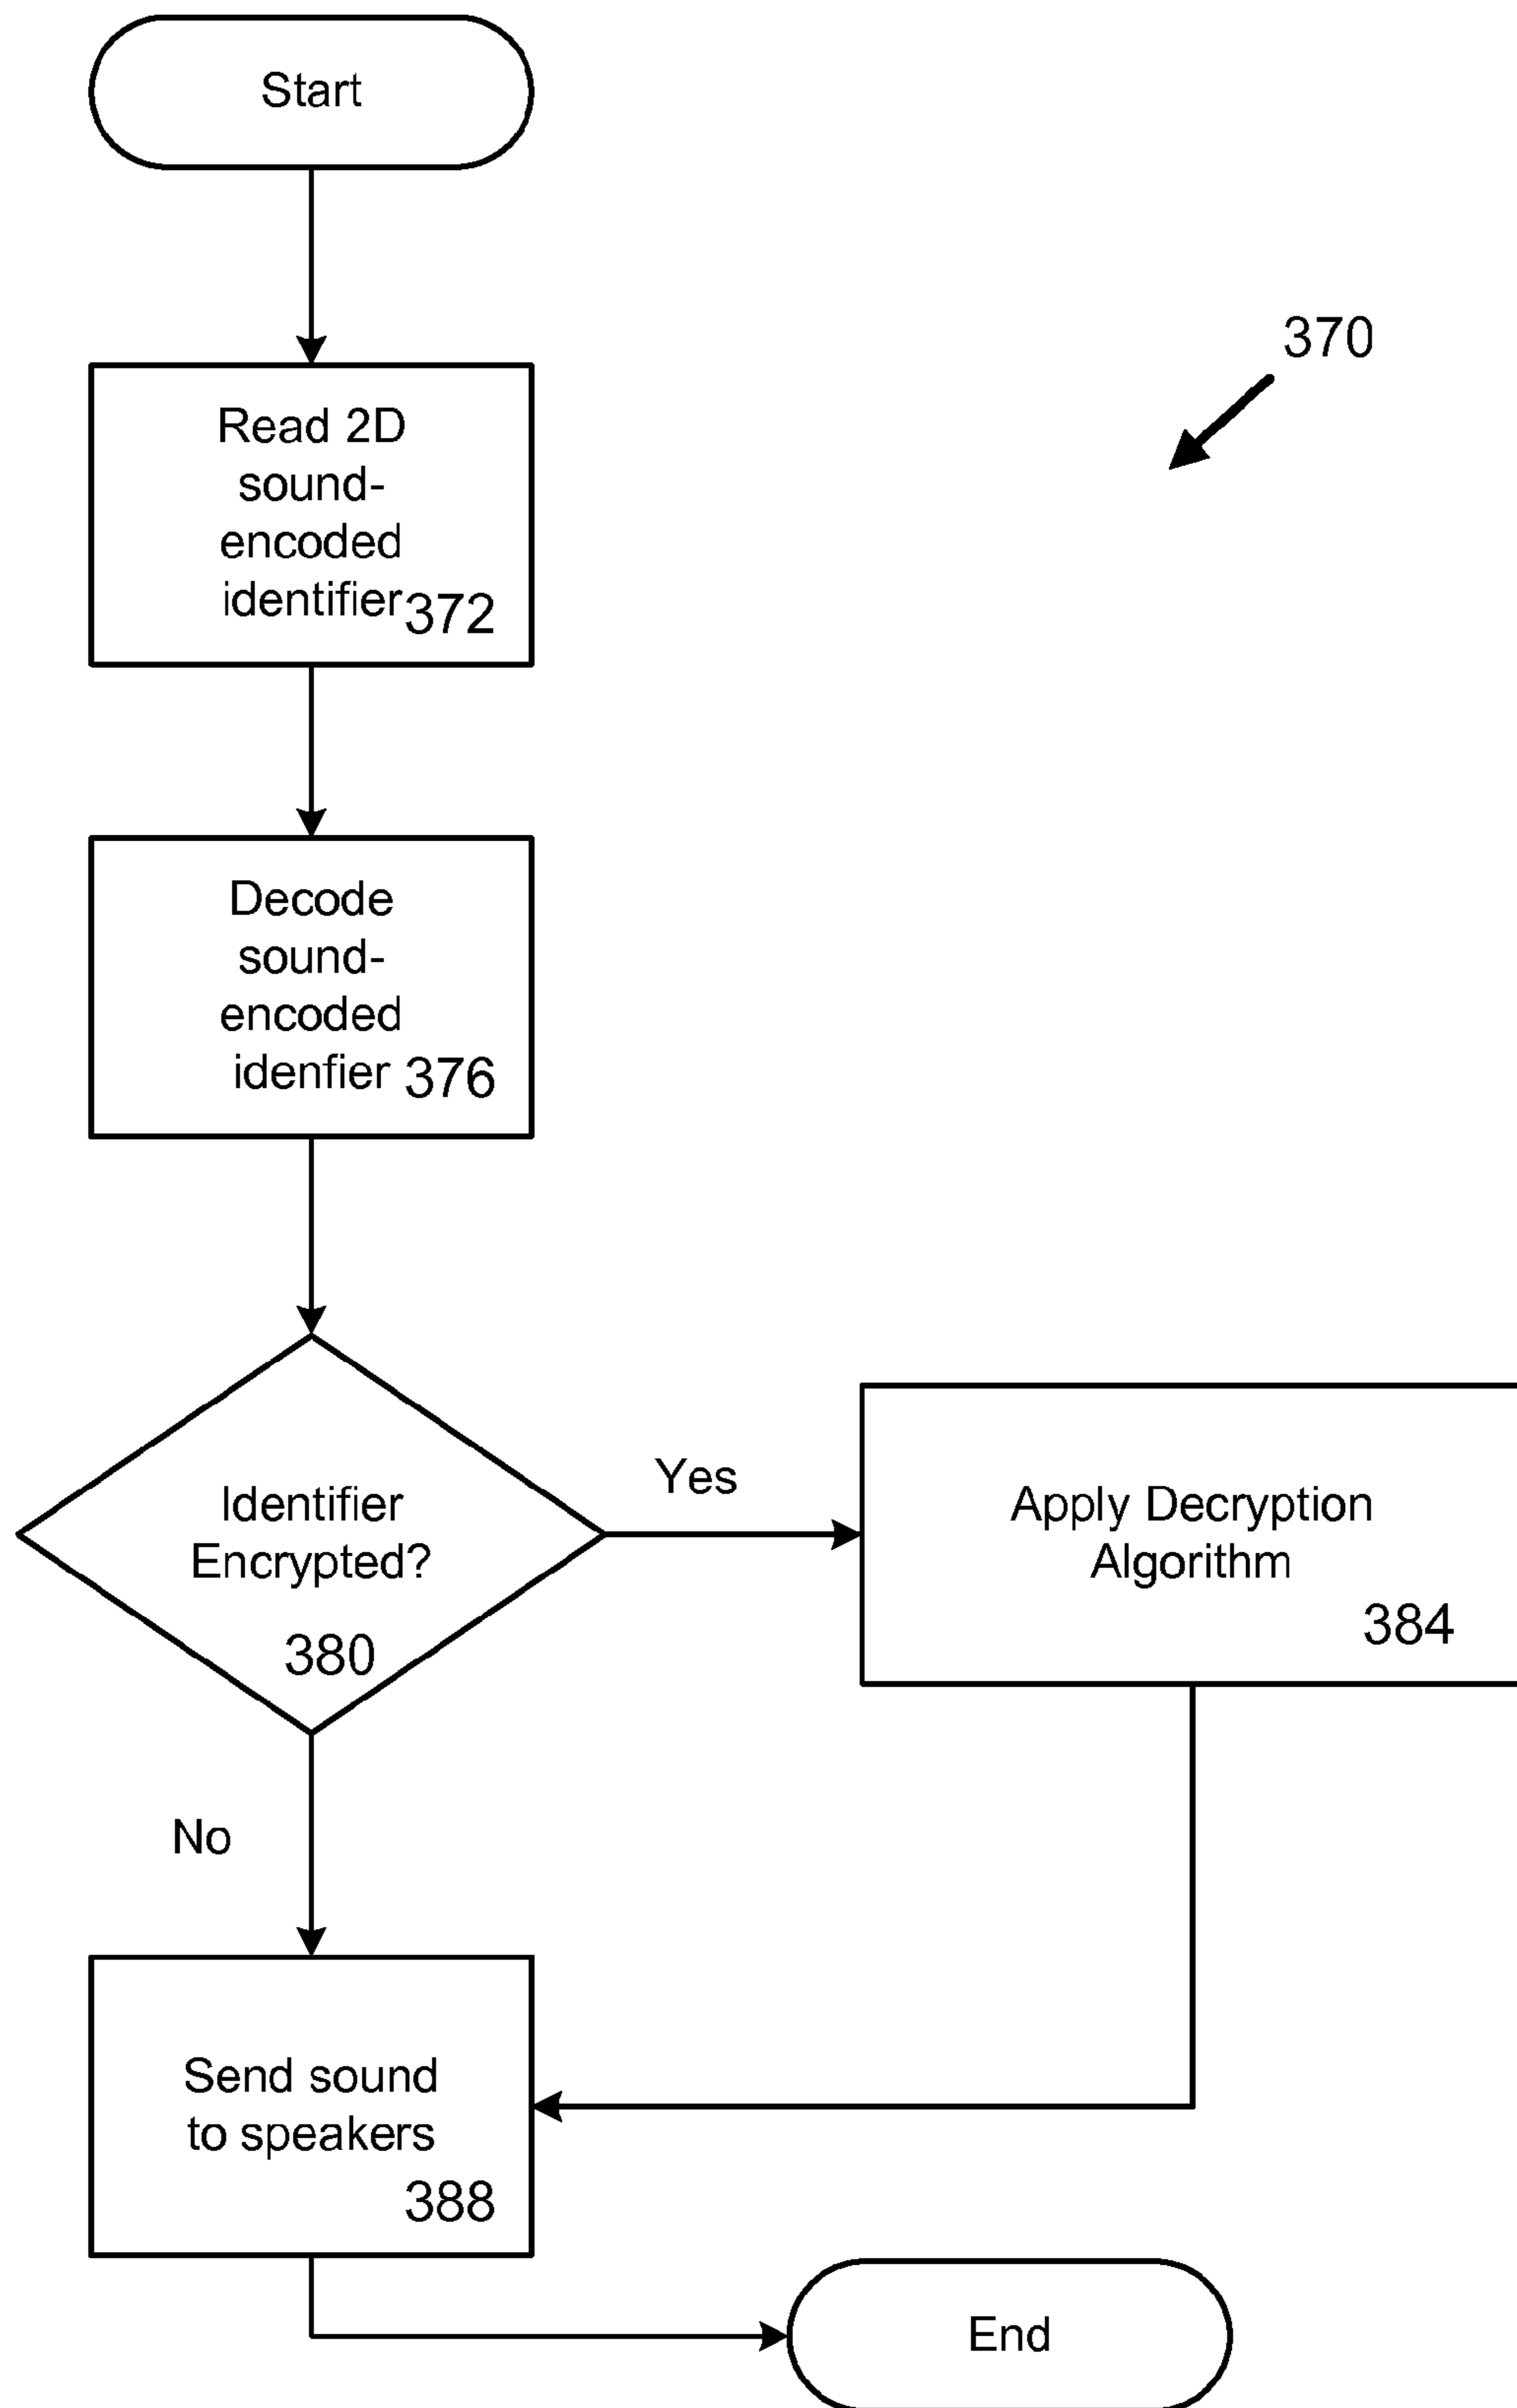 Start
370
Read 2D
sound-
encoded
identifier 372
Decode
sound-
encoded
idenfier 376
Yes
Identifier
Encrypted?
380
Apply Decryption
Algorithm
384
No
Send sound
to speakers
388
End